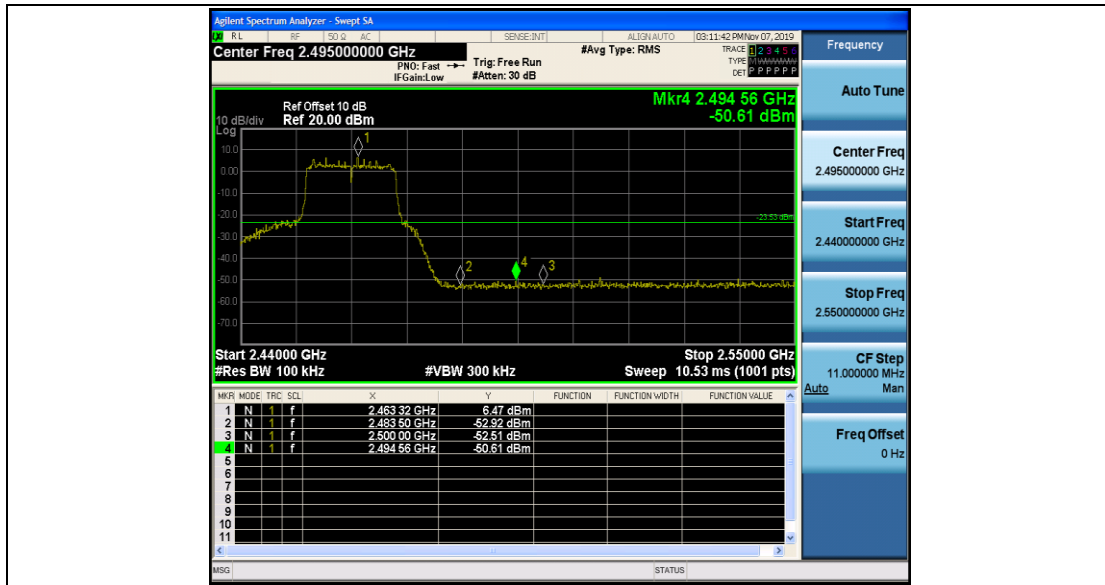 Agilent Spectrum Analyzer - Swept SA
RL RF 50 Ω AC SENSE:INT ALIGN AUTO 03:11:42 PM Nov 07, 2019
Center Freq 2.495000000 GHz
PNO: Fast
IFGain:Low
Trig: Free Run
#Atten: 30 dB
#Avg Type: RMS
TRACE 1 2 3 4 5 6
TYPE M
DET P P P P P P
Frequency
Mkr4 2.494 56 GHz
-50.61 dBm
Ref Offset 10 dB
Ref 20.00 dBm
10 dB/div
Log
10.0
0.00
-10.0
-20.0
-30.0
-40.0
-50.0
-60.0
-70.0
1
2
4
3
-23.53 dBm
Start 2.44000 GHz
Stop 2.55000 GHz
#Res BW 100 kHz
#VBW 300 kHz
Sweep 10.53 ms (1001 pts)
MKR MODE TRC SCL X Y FUNCTION FUNCTION WIDTH FUNCTION VALUE
1 N 1 f 2.463 32 GHz 6.47 dBm
2 N 1 f 2.483 50 GHz -52.92 dBm
3 N 1 f 2.500 00 GHz -52.51 dBm
4 N 1 f 2.494 56 GHz -50.61 dBm
5
6
7
8
9
10
11
MSG
STATUS
Auto Tune
Center Freq
2.495000000 GHz
Start Freq
2.440000000 GHz
Stop Freq
2.550000000 GHz
CF Step
11.000000 MHz
Auto Man
Freq Offset
0 Hz